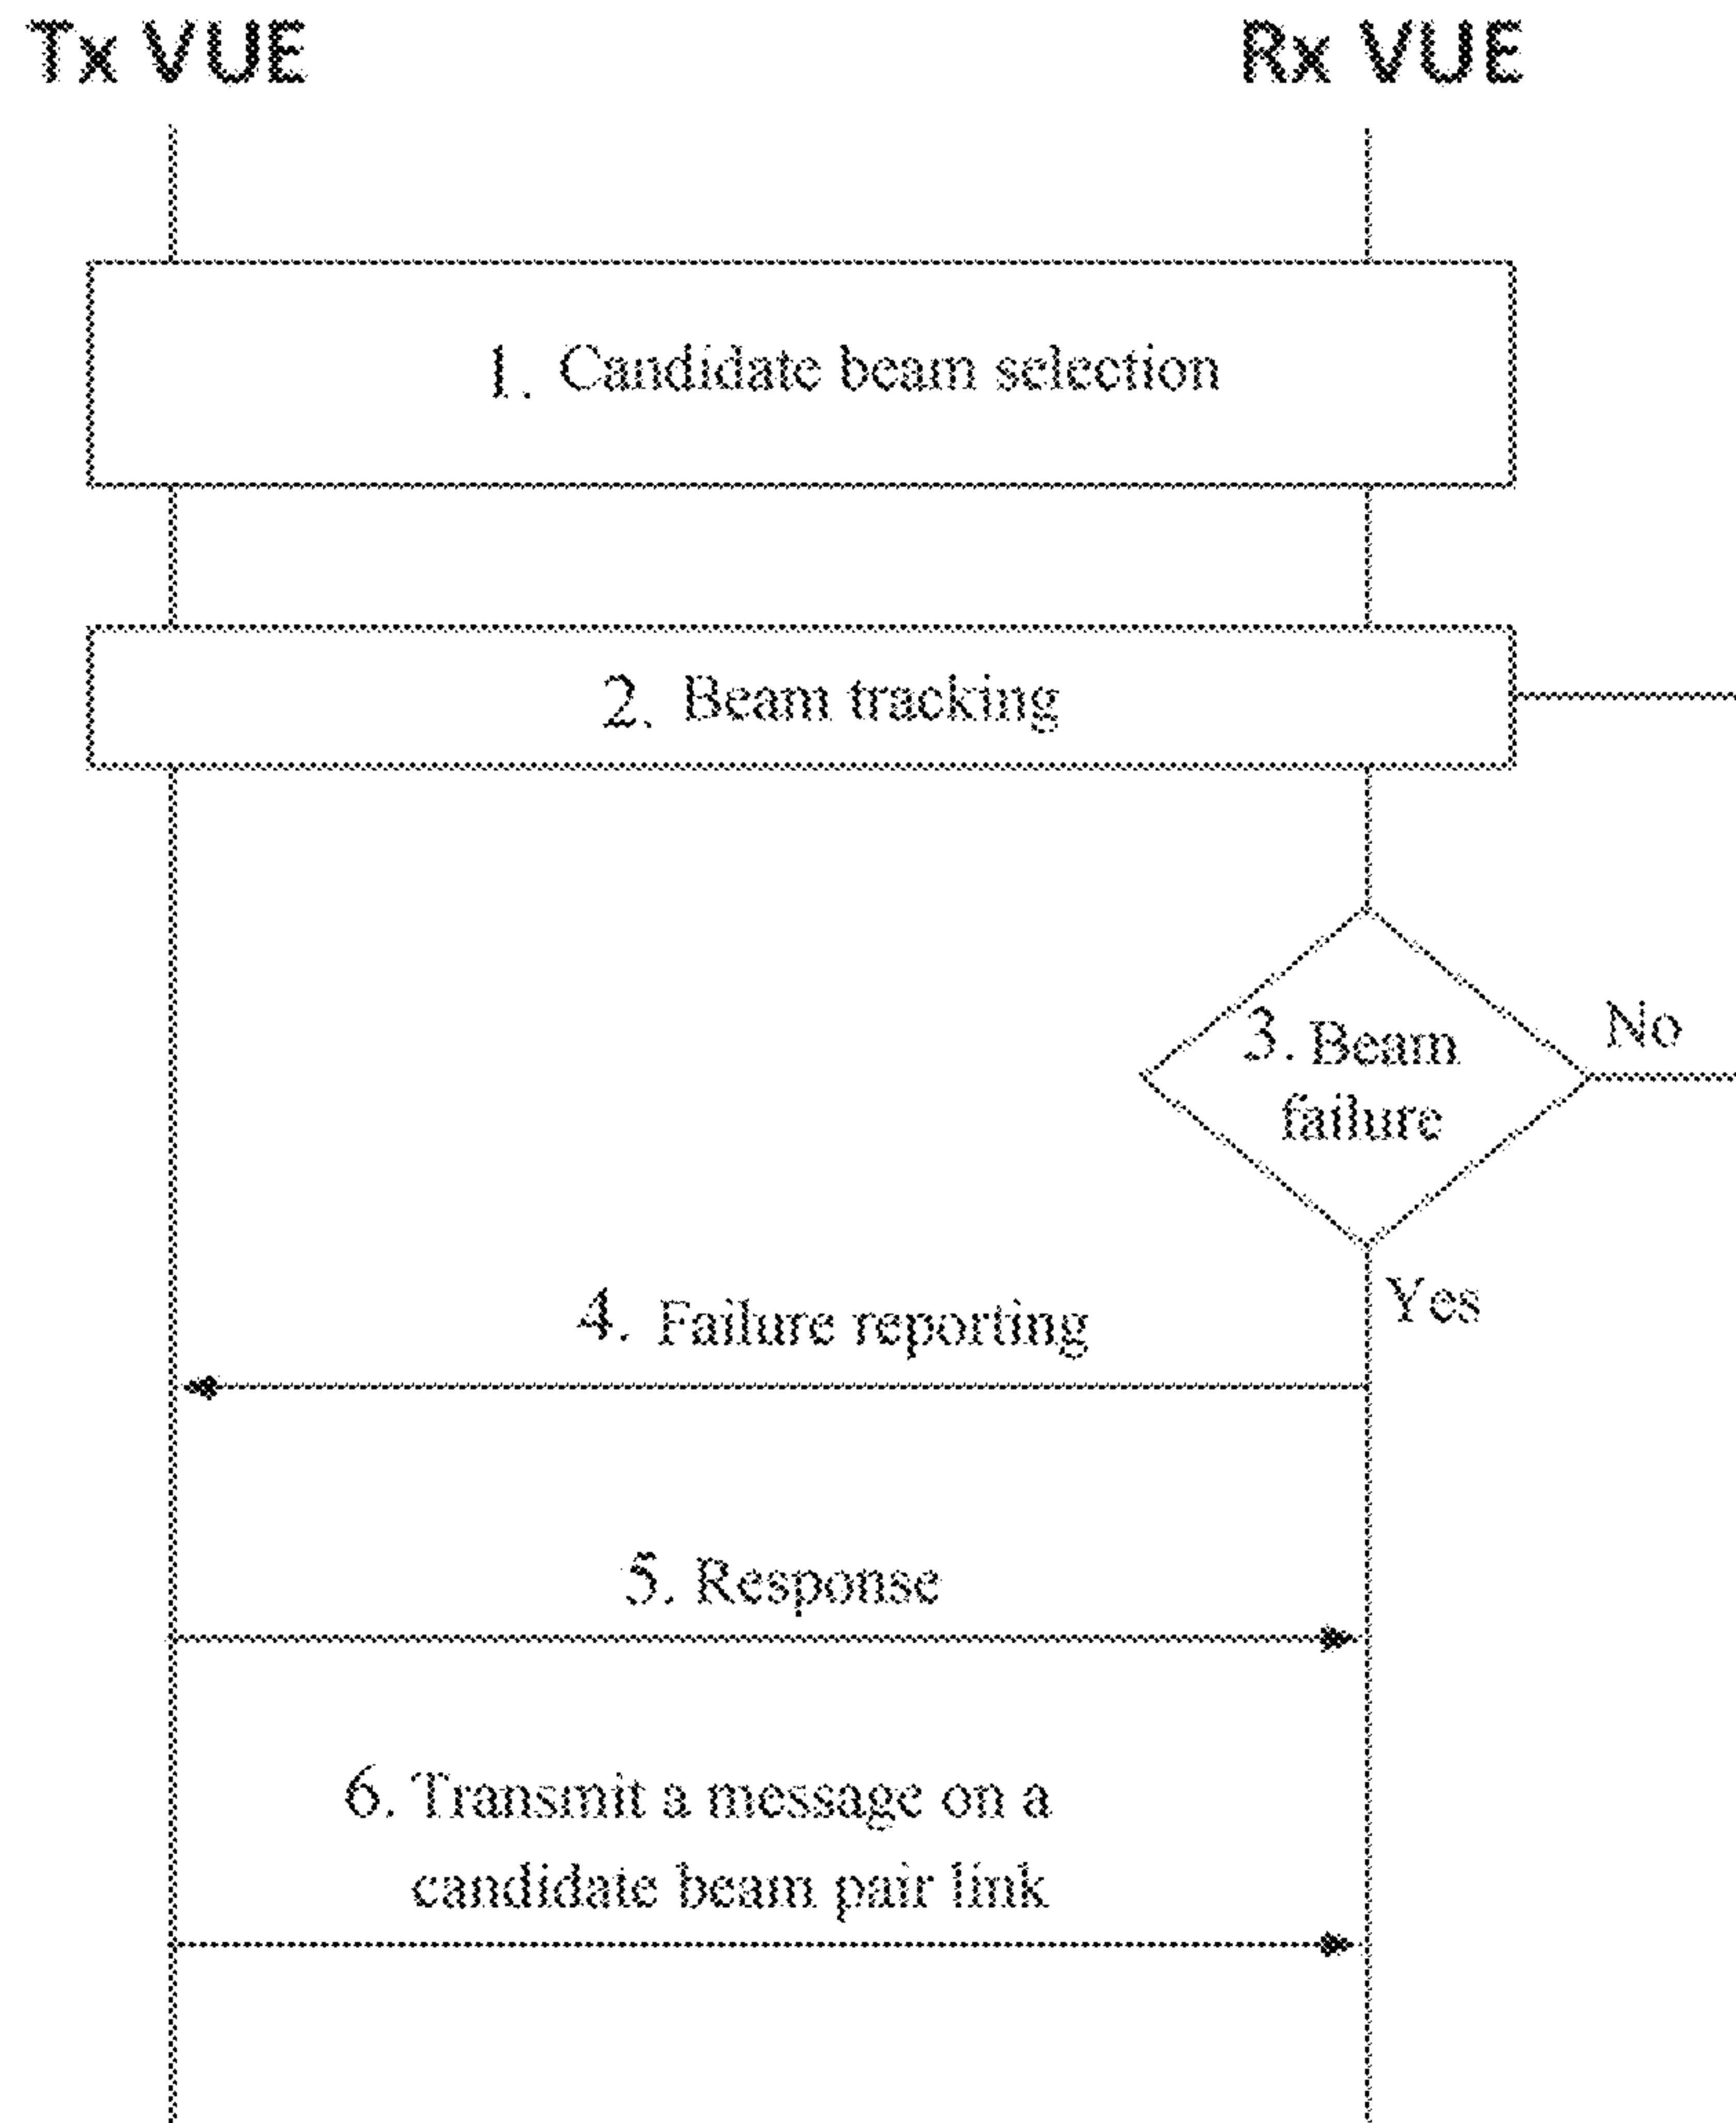 Tx VUE
Rx VUE
1. Candidate beam selection
2. Beam tracking
3. Beam
failure
No
Yes
4. Failure reporting
5. Response
6. Transmit a message on a
candidate beam pair link